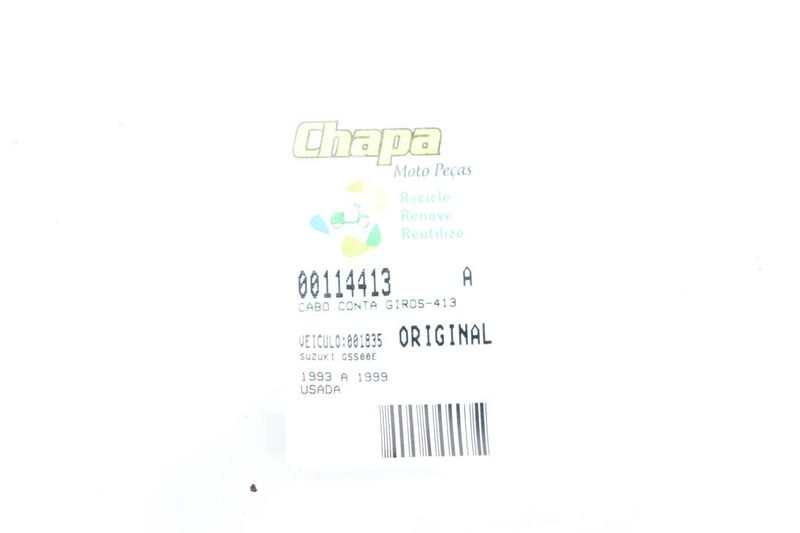 Chapa
Moto Peças
Recicle
Renove
Reutilize
00114413 A
CABO CONTA GIROS-413
VEICULO:001835 ORIGINAL
SUZUKI GS500E
1993 A 1999
USADA